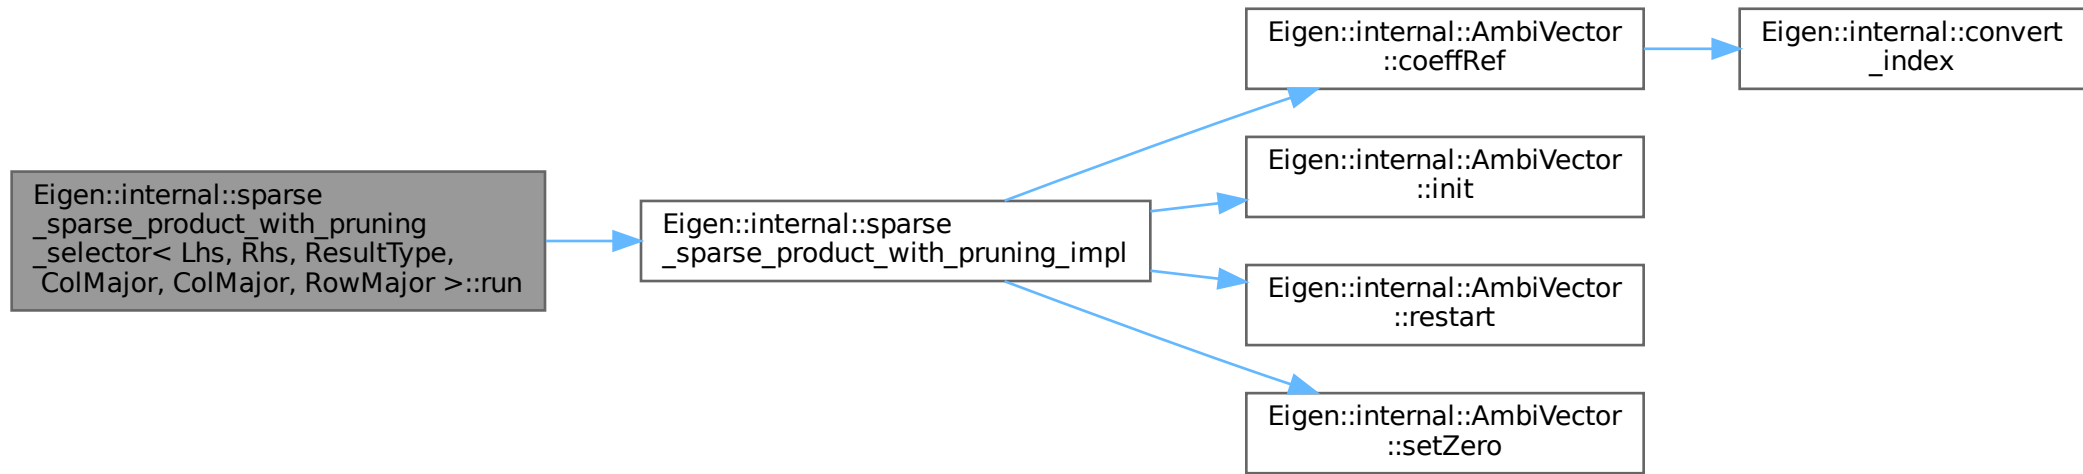 Eigen::internal::sparse
_sparse_product_with_pruning
_selector< Lhs, Rhs, ResultType,
 ColMajor, ColMajor, RowMajor >::run
Eigen::internal::sparse
_sparse_product_with_pruning_impl
Eigen::internal::AmbiVector
::coeffRef
Eigen::internal::convert
_index
Eigen::internal::AmbiVector
::init
Eigen::internal::AmbiVector
::restart
Eigen::internal::AmbiVector
::setZero